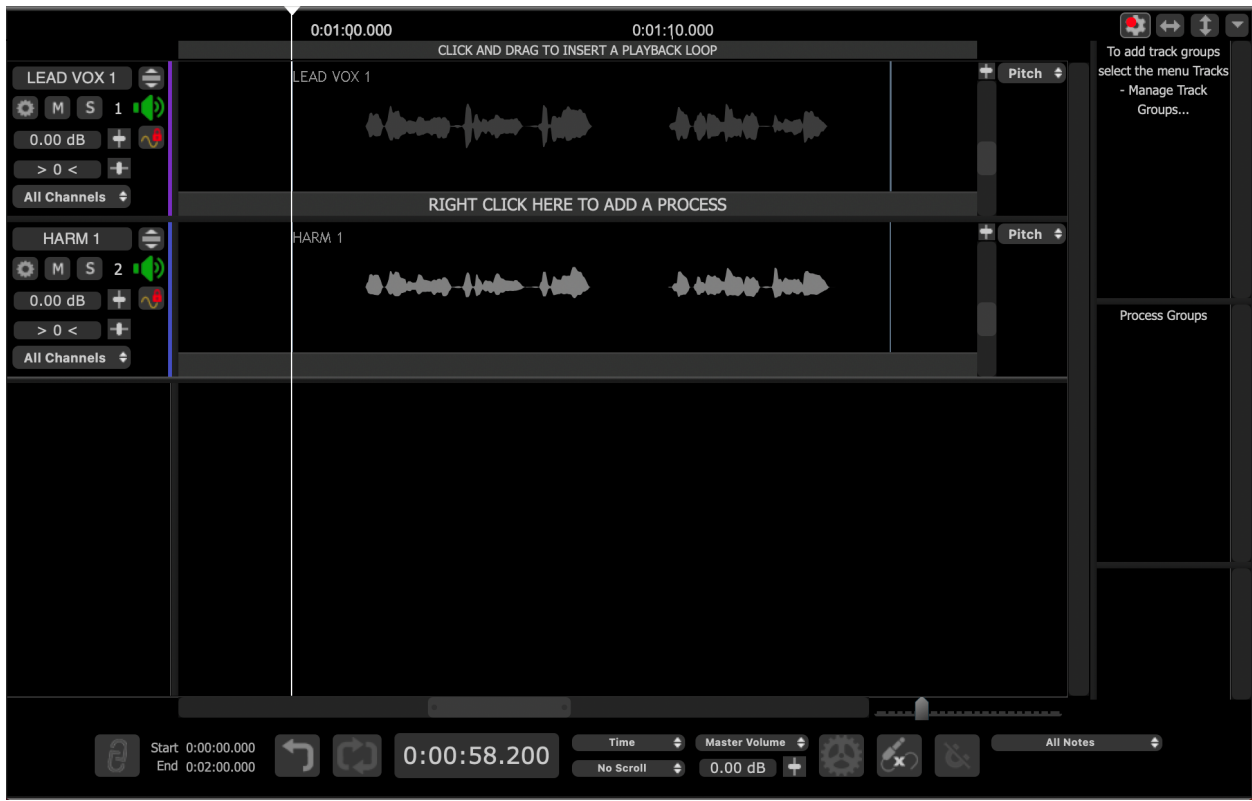 0:01:00.000
0:01:10.000
CLICK AND DRAG TO INSERT A PLAYBACK LOOP
To add track groups
select the menu Tracks
- Manage Track
Groups...
LEAD VOX 1
M S 1
0.00 dB
> 0 <
All Channels
LEAD VOX 1
Pitch
RIGHT CLICK HERE TO ADD A PROCESS
HARM 1
M S 2
0.00 dB
> 0 <
All Channels
HARM 1
Pitch
Process Groups
Start 0:00:00.000
End 0:02:00.000
0:00:58.200
Time
No Scroll
Master Volume
0.00 dB
x
All Notes